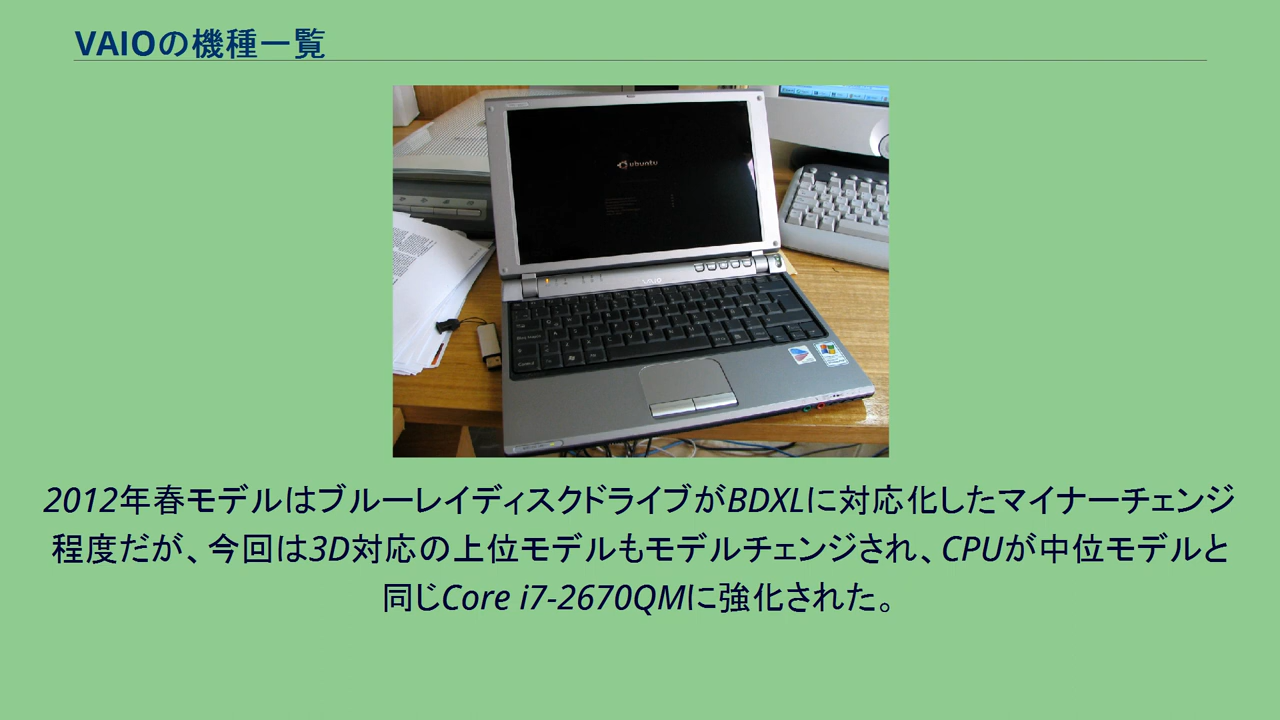 VAIOの機種一覧
ubuntu
VAIO
2012年春モデルはブルーレイディスクドライブがBDXLに対応化したマイナーチェンジ
程度だが、今回は3D対応の上位モデルもモデルチェンジされ、CPUが中位モデルと
同じCore i7-2670QMに強化された。